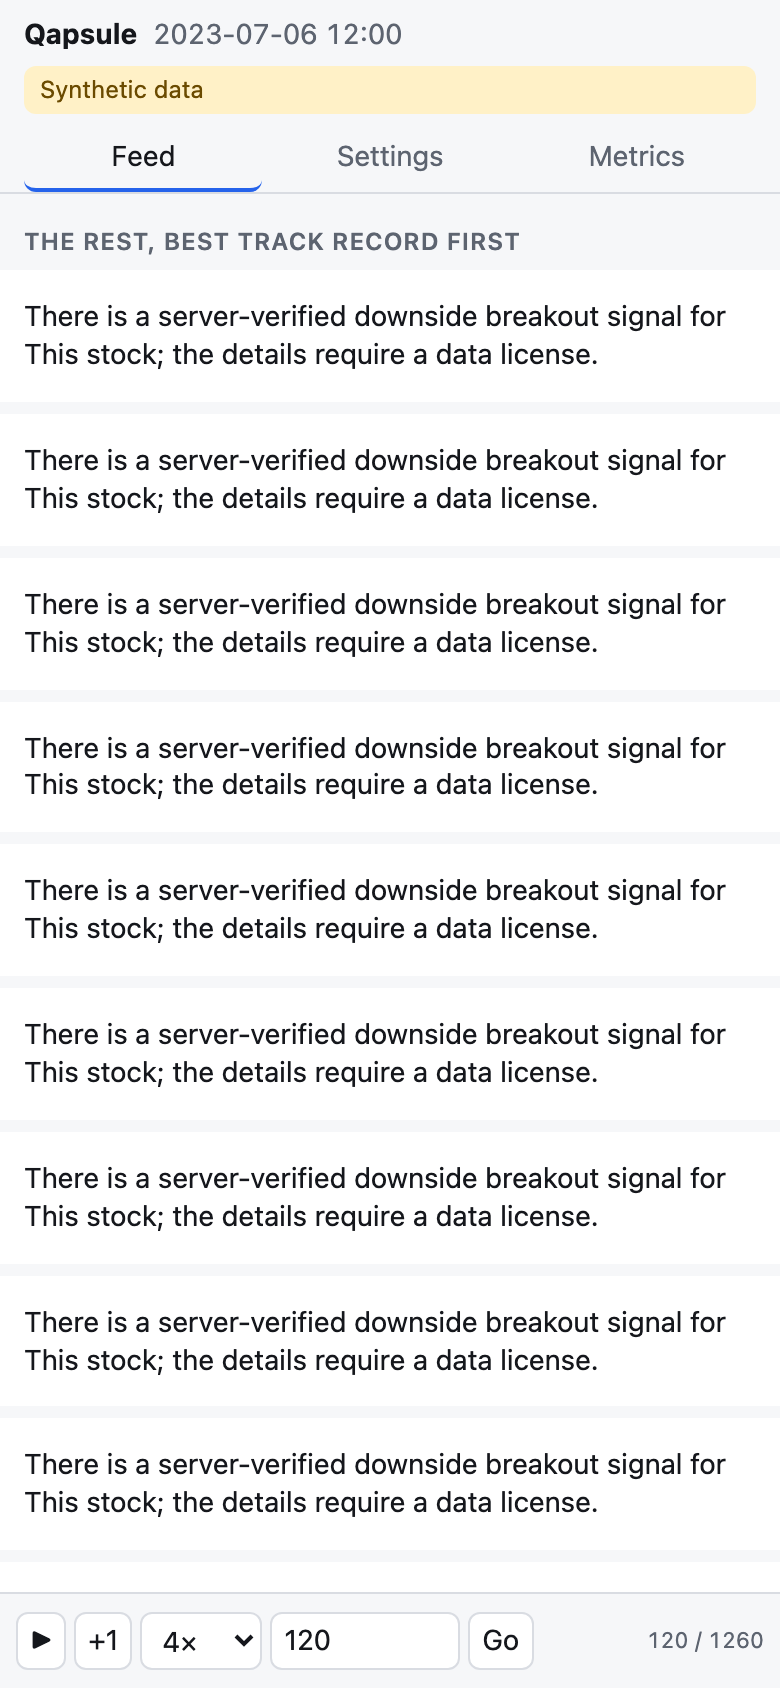 Qapsule 2023-07-06 12:00
Synthetic data
Feed Settings Metrics
THE REST, BEST TRACK RECORD FIRST
There is a server-verified downside breakout signal for
This stock; the details require a data license.
There is a server-verified downside breakout signal for
This stock; the details require a data license.
There is a server-verified downside breakout signal for
This stock; the details require a data license.
There is a server-verified downside breakout signal for
This stock; the details require a data license.
There is a server-verified downside breakout signal for
This stock; the details require a data license.
There is a server-verified downside breakout signal for
This stock; the details require a data license.
There is a server-verified downside breakout signal for
This stock; the details require a data license.
There is a server-verified downside breakout signal for
This stock; the details require a data license.
There is a server-verified downside breakout signal for
This stock; the details require a data license.
+1 4× 120 Go 120 / 1260